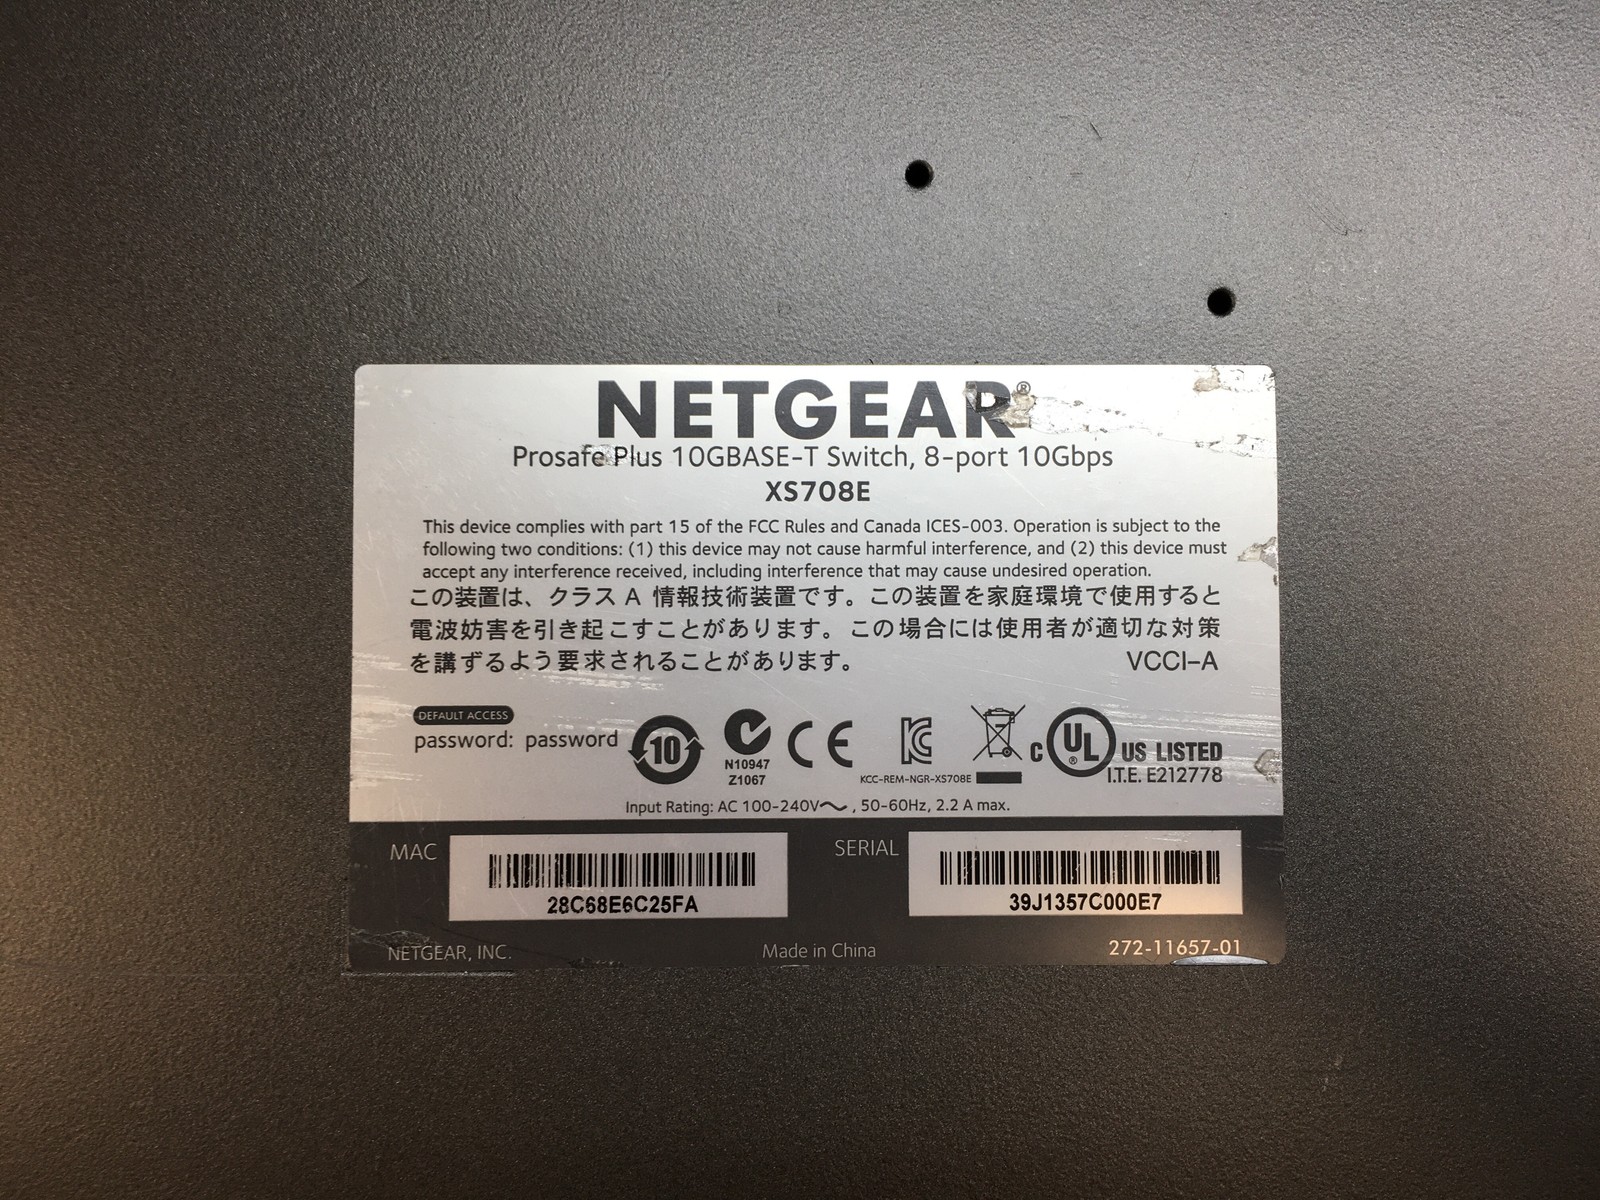 NETGEAR®
Prosafe Plus 10GBASE-T Switch, 8-port 10Gbps
XS708E
This device complies with part 15 of the FCC Rules and Canada ICES-003. Operation is subject to the
following two conditions: (1) this device may not cause harmful interference, and (2) this device must
accept any interference received, including interference that may cause undesired operation.
この装置は、クラス A 情報技術装置です。この装置を家庭環境で使用すると
電波妨害を引き起こすことがあります。この場合には使用者が適切な対策
を講ずるよう要求されることがあります。 VCCI-A
DEFAULT ACCESS
password: password
10
N10947
Z1067
CE
KCC-REM-NGR-XS708E
C UL® US LISTED
I.T.E. E212778
Input Rating: AC 100-240V～, 50-60Hz, 2.2 A max.
MAC
28C68E6C25FA
SERIAL
39J1357C000E7
NETGEAR, INC. Made in China 272-11657-01